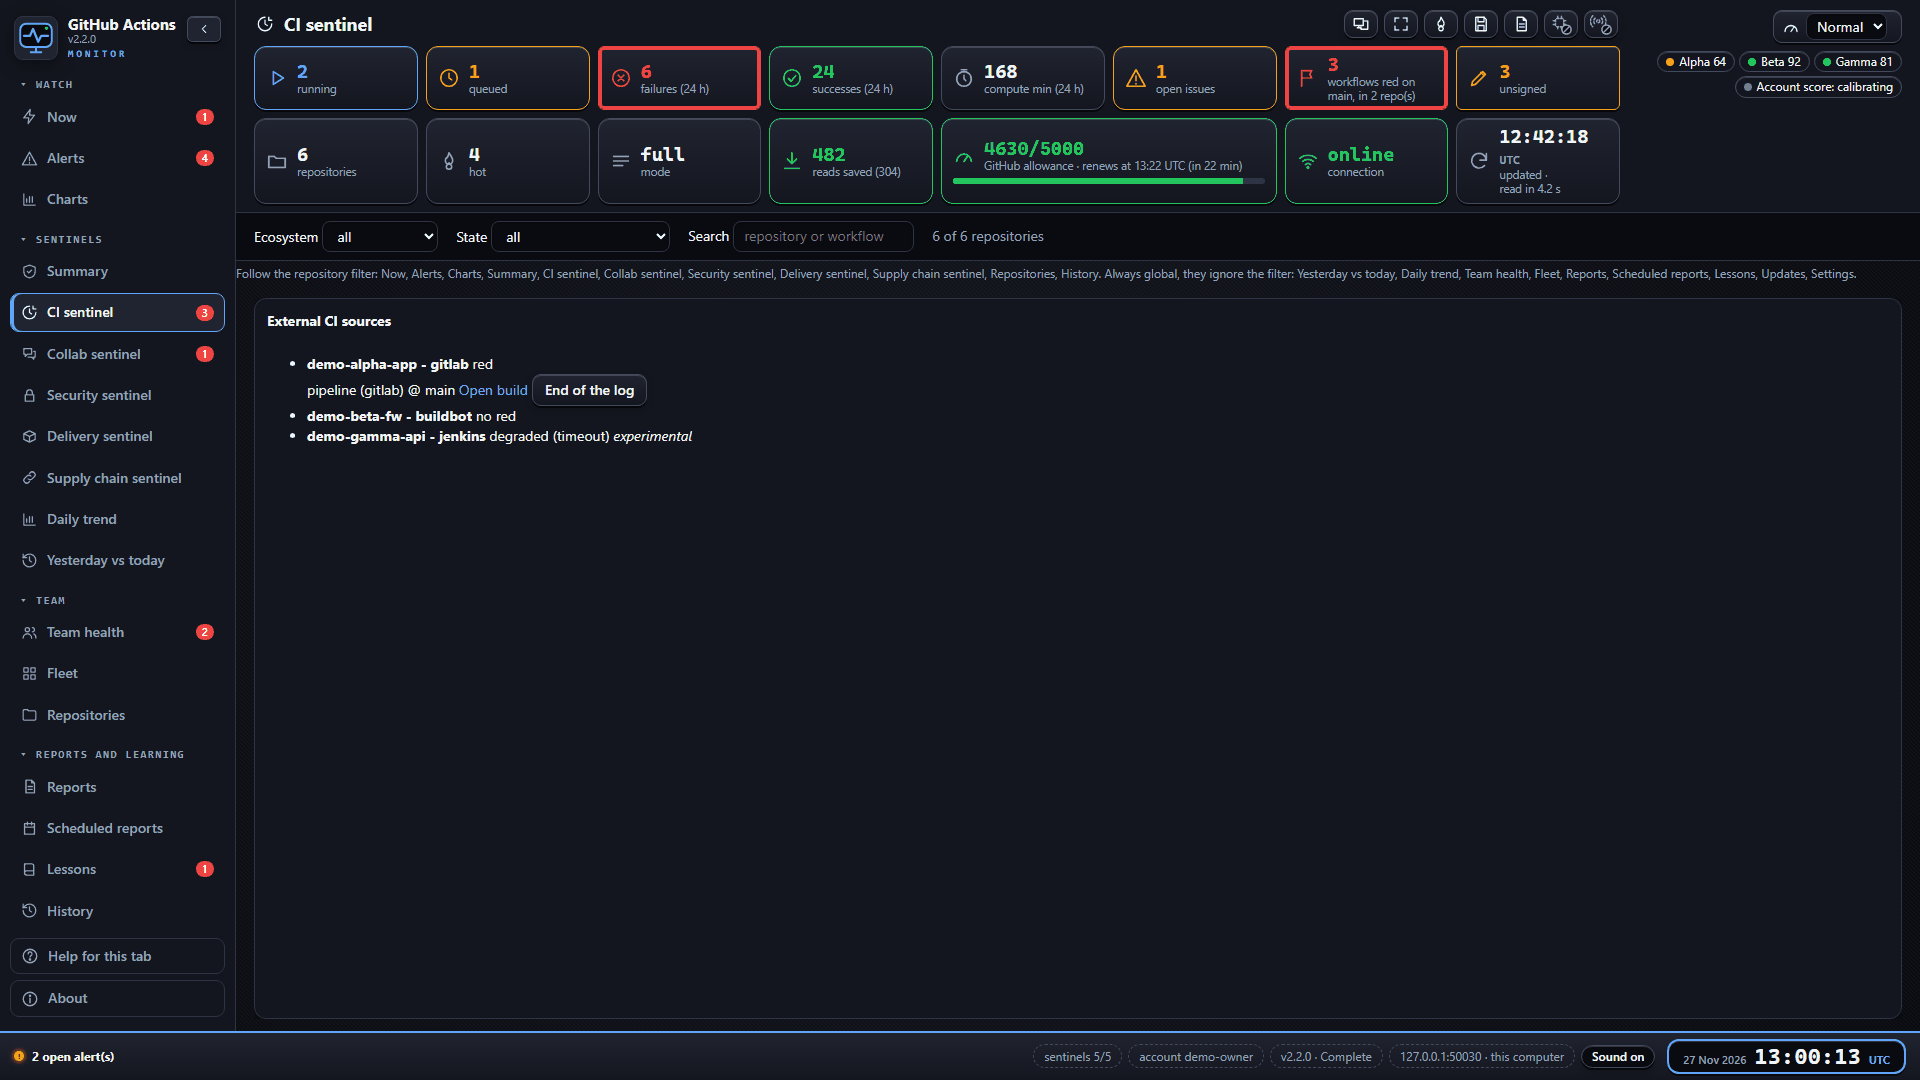 GitHub Actions
v2.2.0
MONITOR
WATCH
Now 1
Alerts 4
Charts
SENTINELS
Summary
CI sentinel 3
Collab sentinel 1
Security sentinel
Delivery sentinel
Supply chain sentinel
Daily trend
Yesterday vs today
TEAM
Team health 2
Fleet
Repositories
REPORTS AND LEARNING
Reports
Scheduled reports
Lessons 1
History
Help for this tab
About
CI sentinel
Normal
Alpha 64 Beta 92 Gamma 81
Account score: calibrating
2
running
1
queued
6
failures (24 h)
24
successes (24 h)
168
compute min (24 h)
1
open issues
3
workflows red on
main, in 2 repo(s)
3
unsigned
6
repositories
4
hot
full
mode
482
reads saved (304)
4630/5000
GitHub allowance · renews at 13:22 UTC (in 22 min)
online
connection
12:42:18
UTC
updated ·
read in 4.2 s
Ecosystem all State all Search repository or workflow 6 of 6 repositories
Follow the repository filter: Now, Alerts, Charts, Summary, CI sentinel, Collab sentinel, Security sentinel, Delivery sentinel, Supply chain sentinel, Repositories, History. Always global, they ignore the filter: Yesterday vs today, Daily trend, Team health, Fleet, Reports, Scheduled reports, Lessons, Updates, Settings.
External CI sources
demo-alpha-app - gitlab red
pipeline (gitlab) @ main Open build End of the log
demo-beta-fw - buildbot no red
demo-gamma-api - jenkins degraded (timeout) experimental
2 open alert(s)
sentinels 5/5 account demo-owner v2.2.0 · Complete 127.0.0.1:50030 · this computer Sound on 27 Nov 2026 13:00:13 UTC